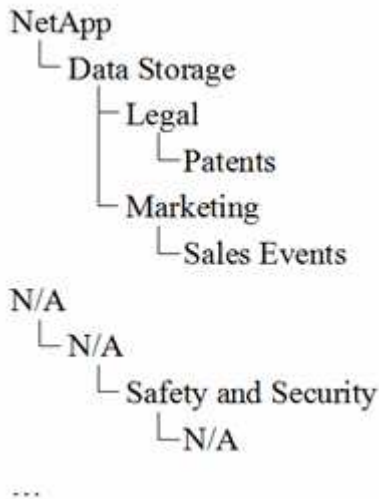 NetApp
Data Storage
Legal
Patents
Marketing
Sales Events
N/A
N/A
Safety and Security
N/A
...